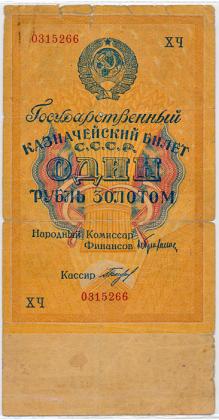 0315266 ХЧ
Государственный
КАЗНАЧЕЙСКИЙ БИЛЕТ
С.С.С.Р.
ОДИН
РУБЛЬ ЗОЛОТОМ
Народный Комиссар
Финансов
Кассир
ХЧ 0315266